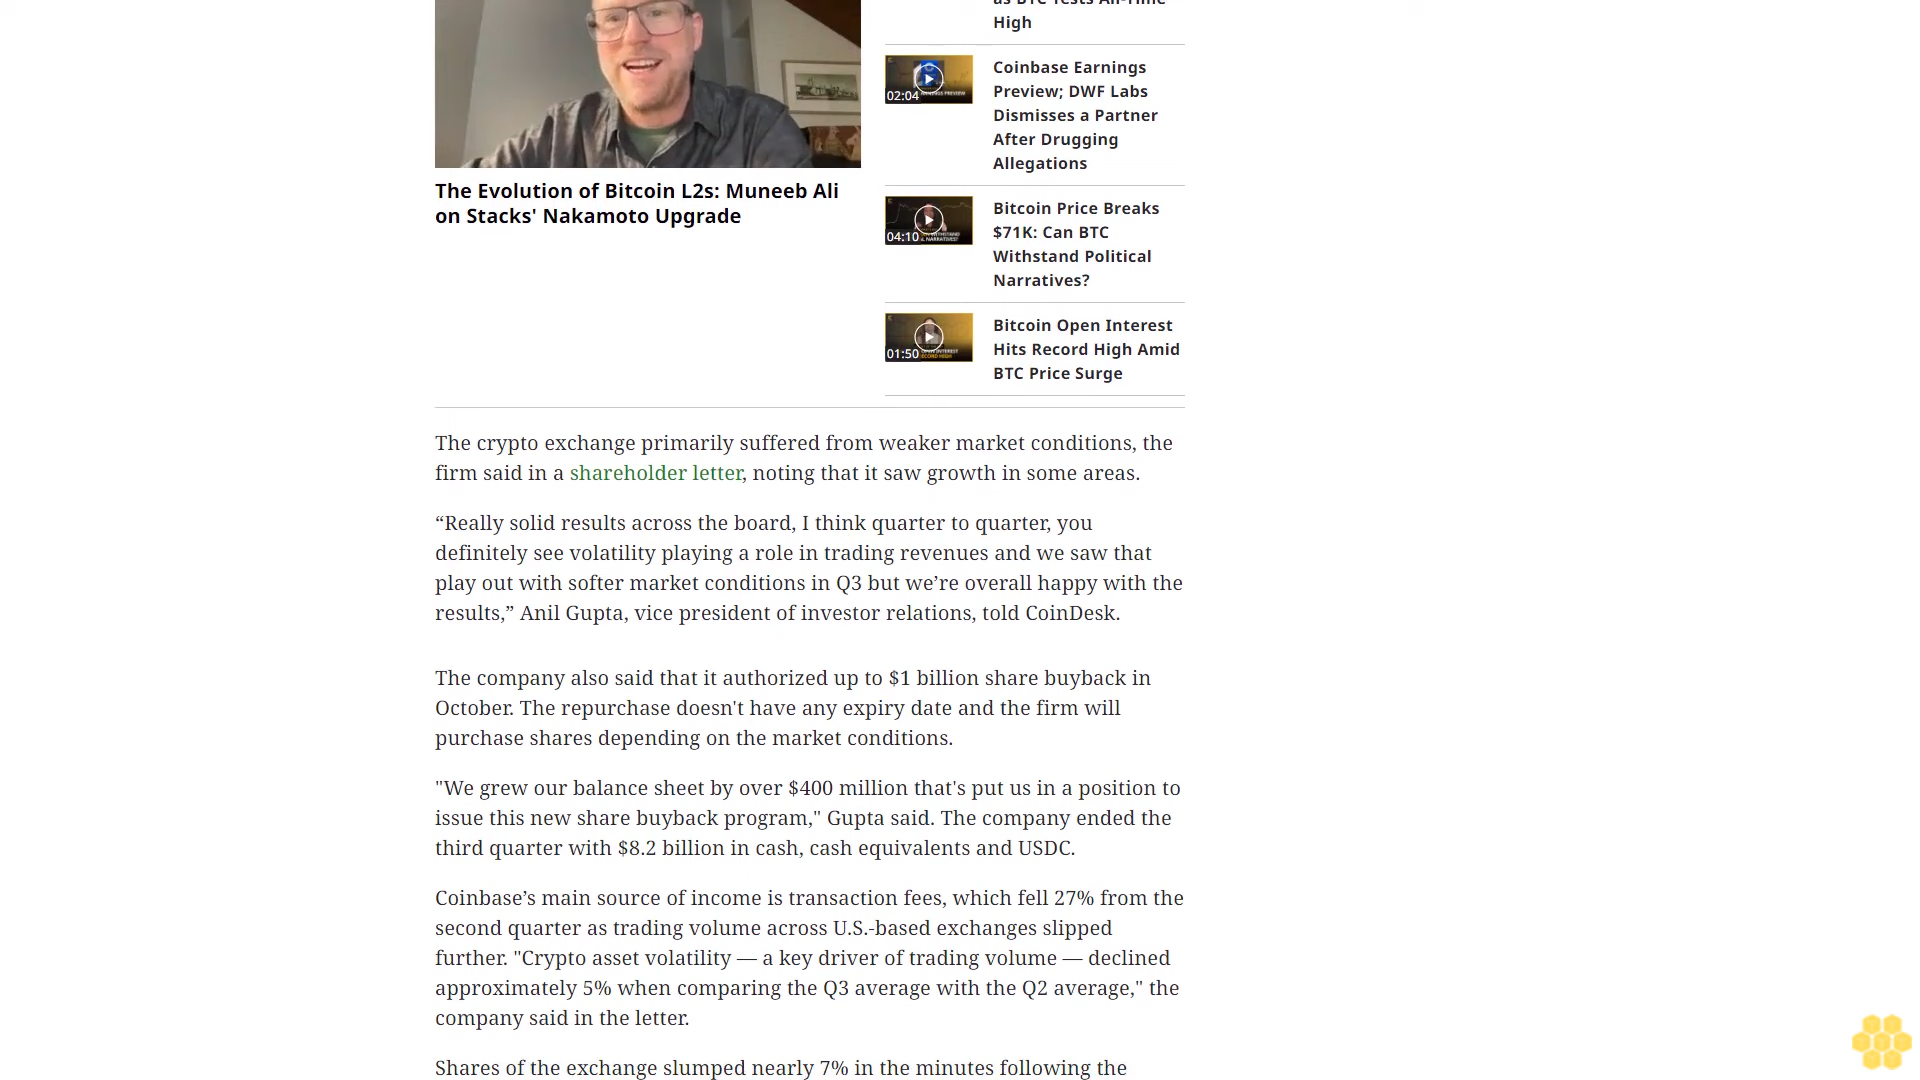 The Evolution of Bitcoin L2s: Muneeb Ali
on Stacks' Nakamoto Upgrade
as BTC Tests All-Time
High
02:04
Coinbase Earnings
Preview; DWF Labs
Dismisses a Partner
After Drugging
Allegations
04:10
Bitcoin Price Breaks
$71K: Can BTC
Withstand Political
Narratives?
01:50
Bitcoin Open Interest
Hits Record High Amid
BTC Price Surge
The crypto exchange primarily suffered from weaker market conditions, the
firm said in a shareholder letter, noting that it saw growth in some areas.
“Really solid results across the board, I think quarter to quarter, you
definitely see volatility playing a role in trading revenues and we saw that
play out with softer market conditions in Q3 but we’re overall happy with the
results,” Anil Gupta, vice president of investor relations, told CoinDesk.
The company also said that it authorized up to $1 billion share buyback in
October. The repurchase doesn't have any expiry date and the firm will
purchase shares depending on the market conditions.
"We grew our balance sheet by over $400 million that's put us in a position to
issue this new share buyback program," Gupta said. The company ended the
third quarter with $8.2 billion in cash, cash equivalents and USDC.
Coinbase’s main source of income is transaction fees, which fell 27% from the
second quarter as trading volume across U.S.-based exchanges slipped
further. "Crypto asset volatility — a key driver of trading volume — declined
approximately 5% when comparing the Q3 average with the Q2 average," the
company said in the letter.
Shares of the exchange slumped nearly 7% in the minutes following the